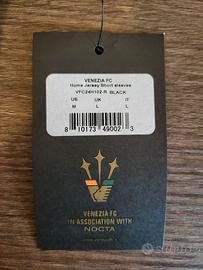 VENEZIA FC
Home Jersey Short sleeves
VFC24H102-R BLACK
US UK IT
M L L
8 10173 49002 3
VENEZIA FC
IN ASSOCIATION WITH
NOCTA
subito